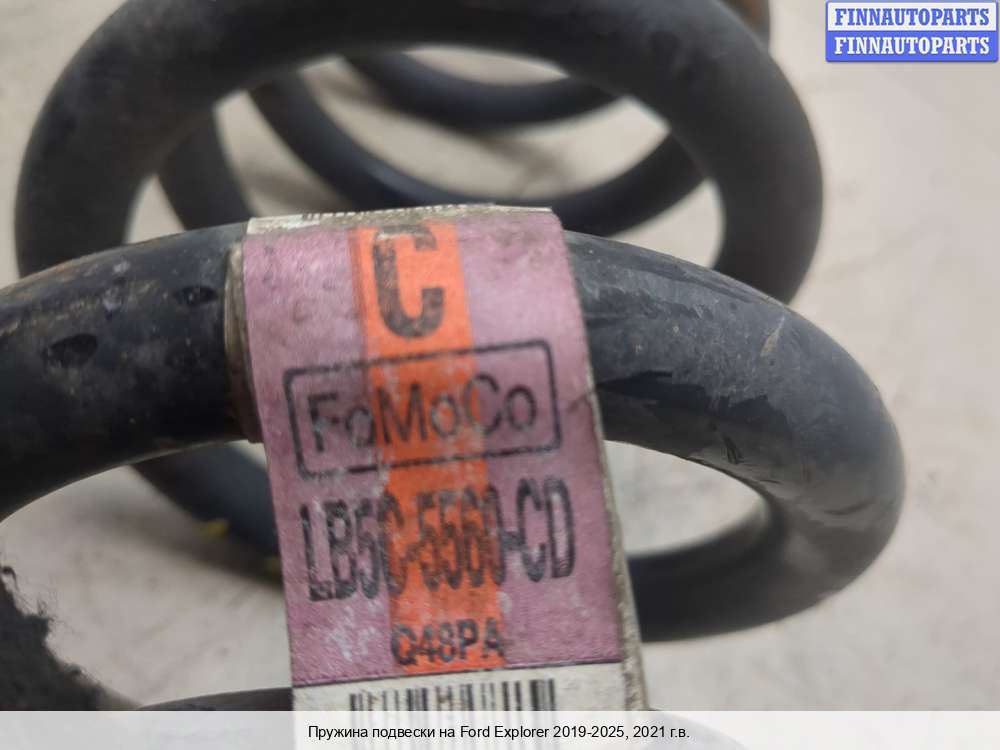 FINNAUTOPARTS
FINNAUTOPARTS
C
FoMoCo
LB5C-5560-CD
Q48PA
Пружина подвески на Ford Explorer 2019-2025, 2021 г.в.